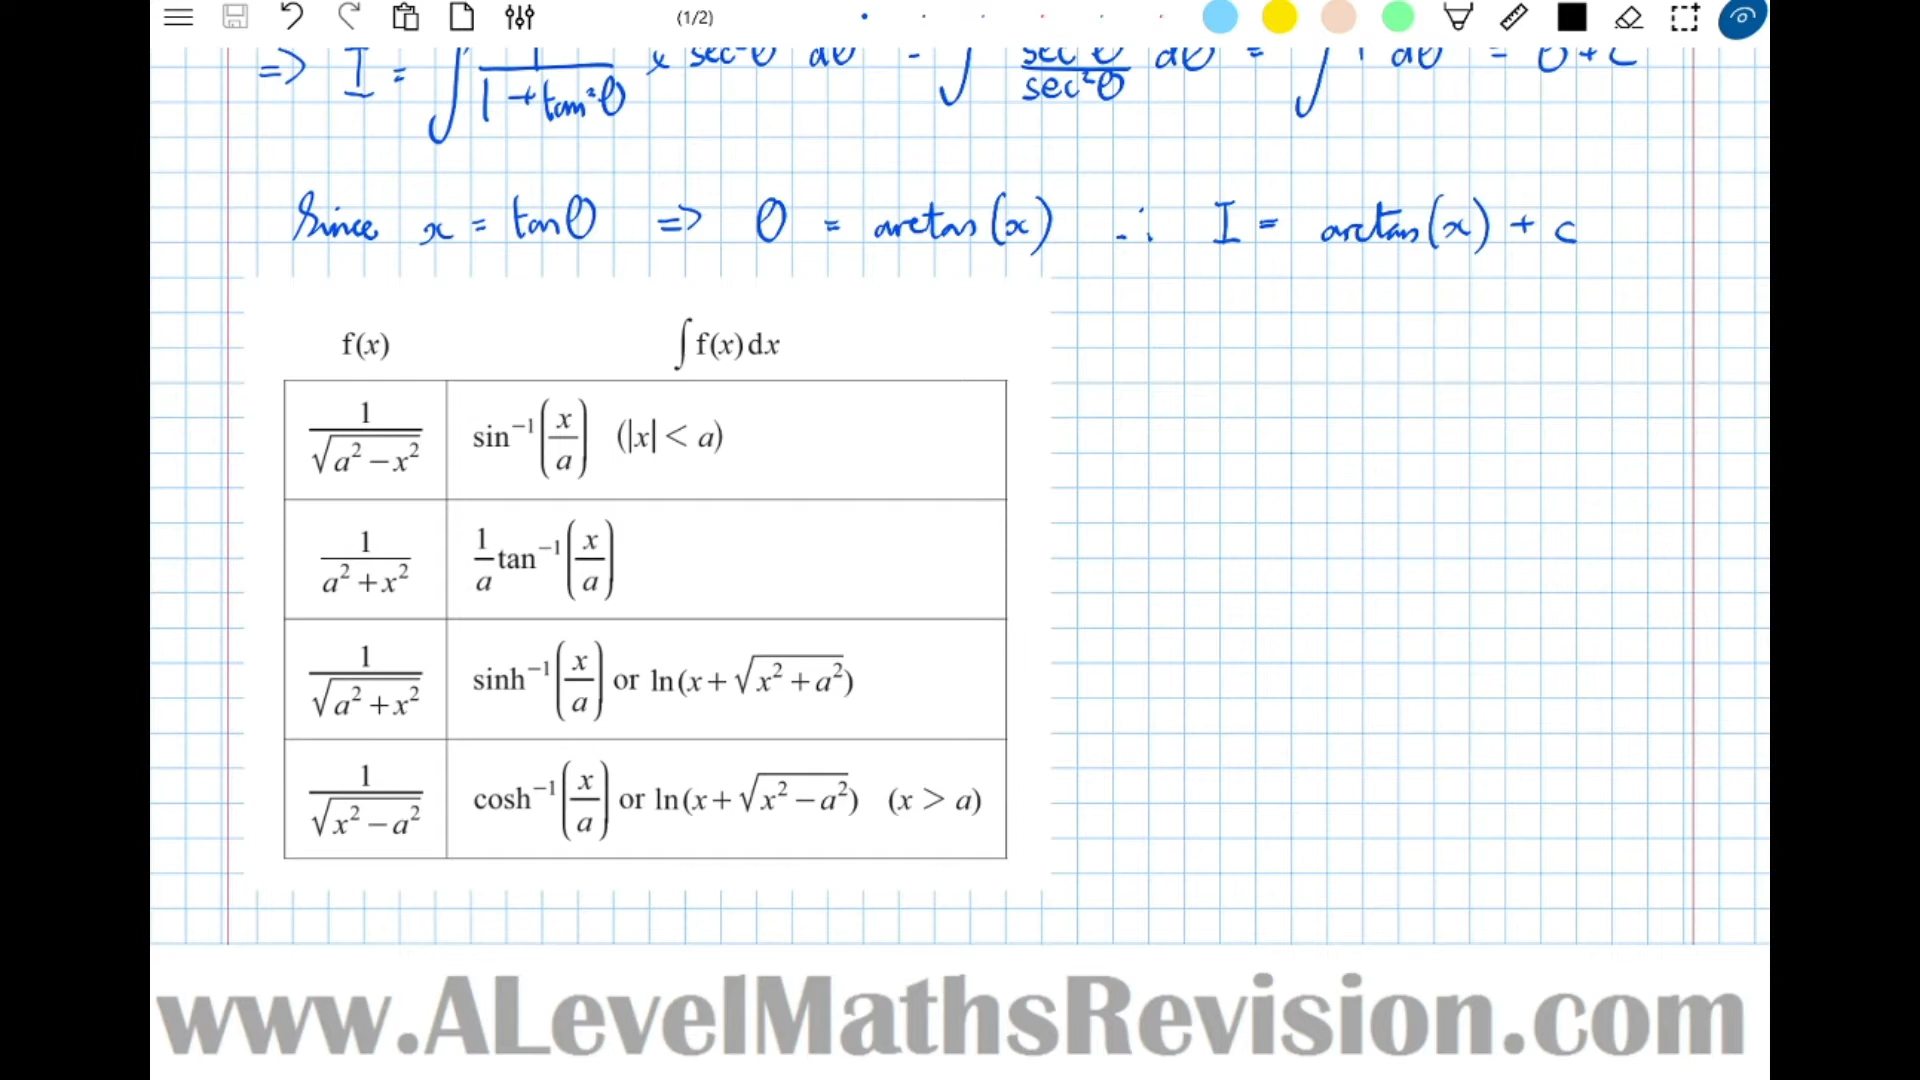 (1/2)
=> I = ∫ 1/(1 + tan²θ) × sec²θ dθ = ∫ sec²θ/sec²θ dθ = ∫ 1 dθ = θ + c
Since x = tanθ => θ = arctan(x) ∴ I = arctan(x) + c
f(x) ∫ f(x) dx
1/√(a² − x²) sin⁻¹(x/a) (|x| < a)
1/(a² + x²) 1/a tan⁻¹(x/a)
1/√(a² + x²) sinh⁻¹(x/a) or ln(x + √(x² + a²))
1/√(x² − a²) cosh⁻¹(x/a) or ln(x + √(x² − a²)) (x > a)
www.ALevelMathsRevision.com